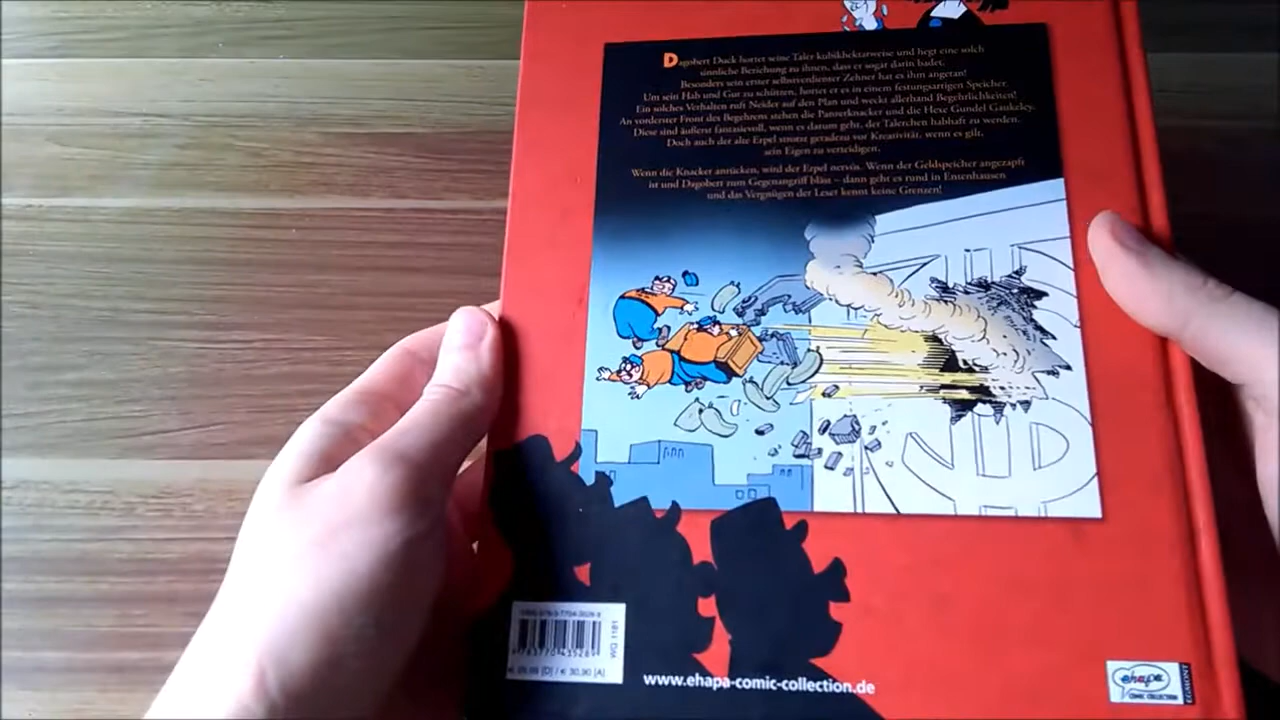 Dagobert Duck hortet seine Taler kubikhektarweise und hegt eine solch
sinnliche Beziehung zu ihnen, dass er sogar darin badet.
Besonders sein erster selbstverdienter Zehner hat es ihm angetan!
Um sein Hab und Gut zu schützen, hortet er es in einem festungsartigen Speicher.
Ein solches Verhalten ruft Neider auf den Plan und weckt allerhand Begehrlichkeiten!
An vorderster Front des Begehrens stehen die Panzerknacker und die Hexe Gundel Gaukeley.
Diese sind äußerst fantasievoll, wenn es darum geht, der Talerchen habhaft zu werden.
Doch auch der alte Erpel strotzt geradezu vor Kreativität, wenn es gilt,
sein Eigen zu verteidigen.
Wenn die Knacker anrücken, wird der Erpel nervös. Wenn der Geldspeicher angezapft
ist und Dagobert zum Gegenangriff bläst – dann geht es rund in Entenhausen
und das Vergnügen der Leser kennt keine Grenzen!
WG 1181
www.ehapa-comic-collection.de
ehapa
COMIC COLLECTION
EGMONT